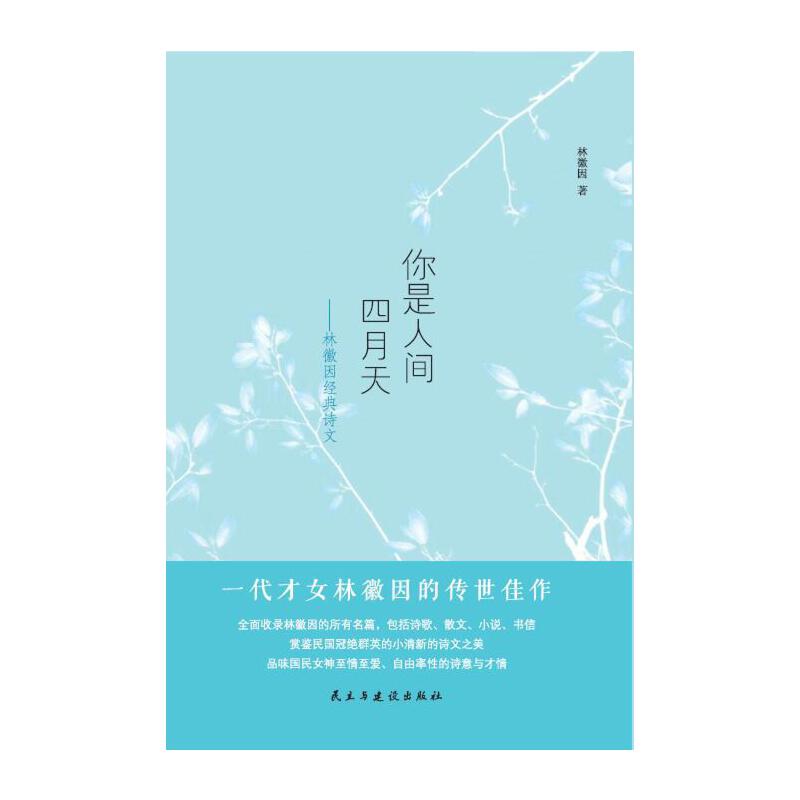 林徽因 著
你是人间
四月天
——林徽因经典诗文
一代才女林徽因的传世佳作
全面收录林徽因的所有名篇，包括诗歌、散文、小说、书信
赏鉴民国冠绝群英的小清新的诗文之美
品味国民女神至情至爱、自由率性的诗意与才情
民主与建设出版社